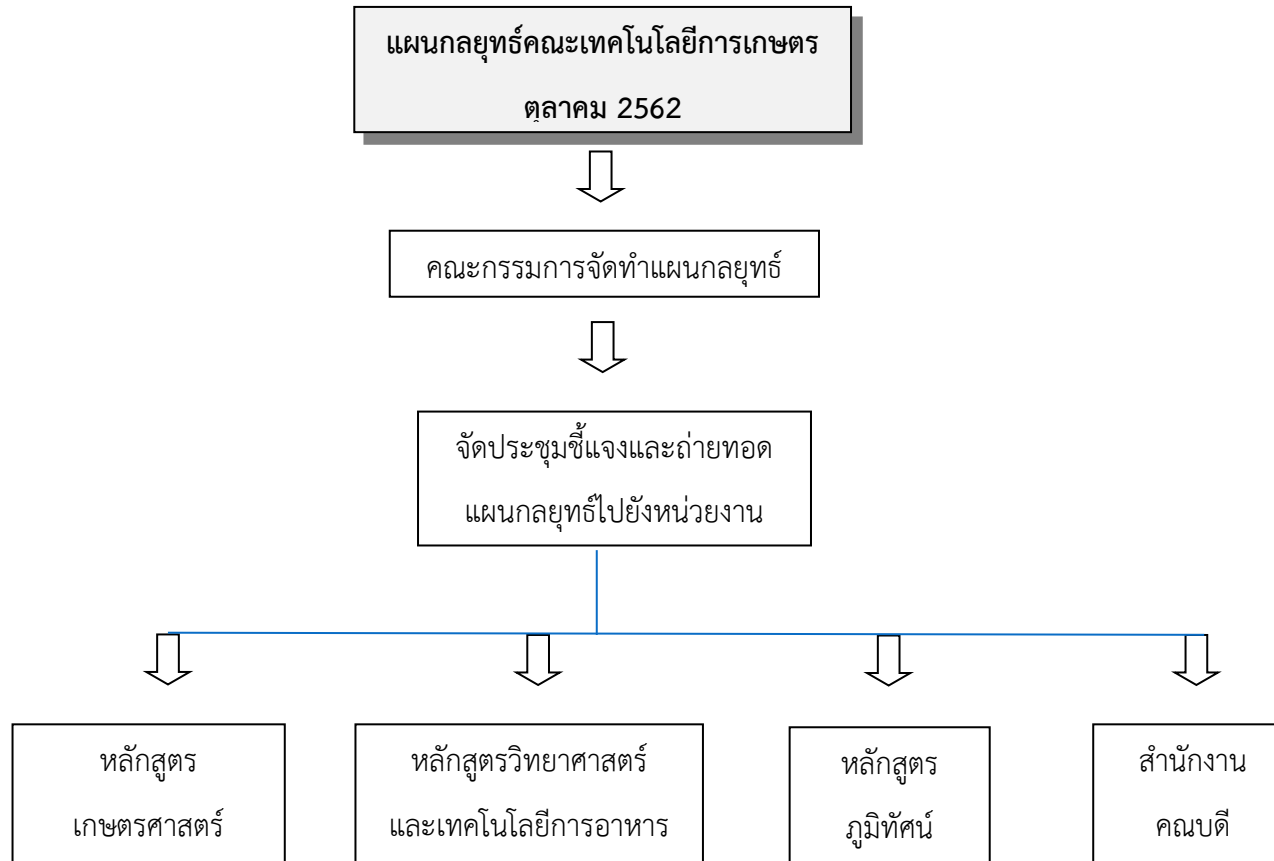 แผนกลยุทธ์คณะเทคโนโลยีการเกษตร
ตุลาคม 2562
คณะกรรมการจัดทำแผนกลยุทธ์
จัดประชุมชี้แจงและถ่ายทอด
แผนกลยุทธ์ไปยังหน่วยงาน
หลักสูตร
เกษตรศาสตร์
หลักสูตรวิทยาศาสตร์
และเทคโนโลยีการอาหาร
หลักสูตร
ภูมิทัศน์
สำนักงาน
คณบดี